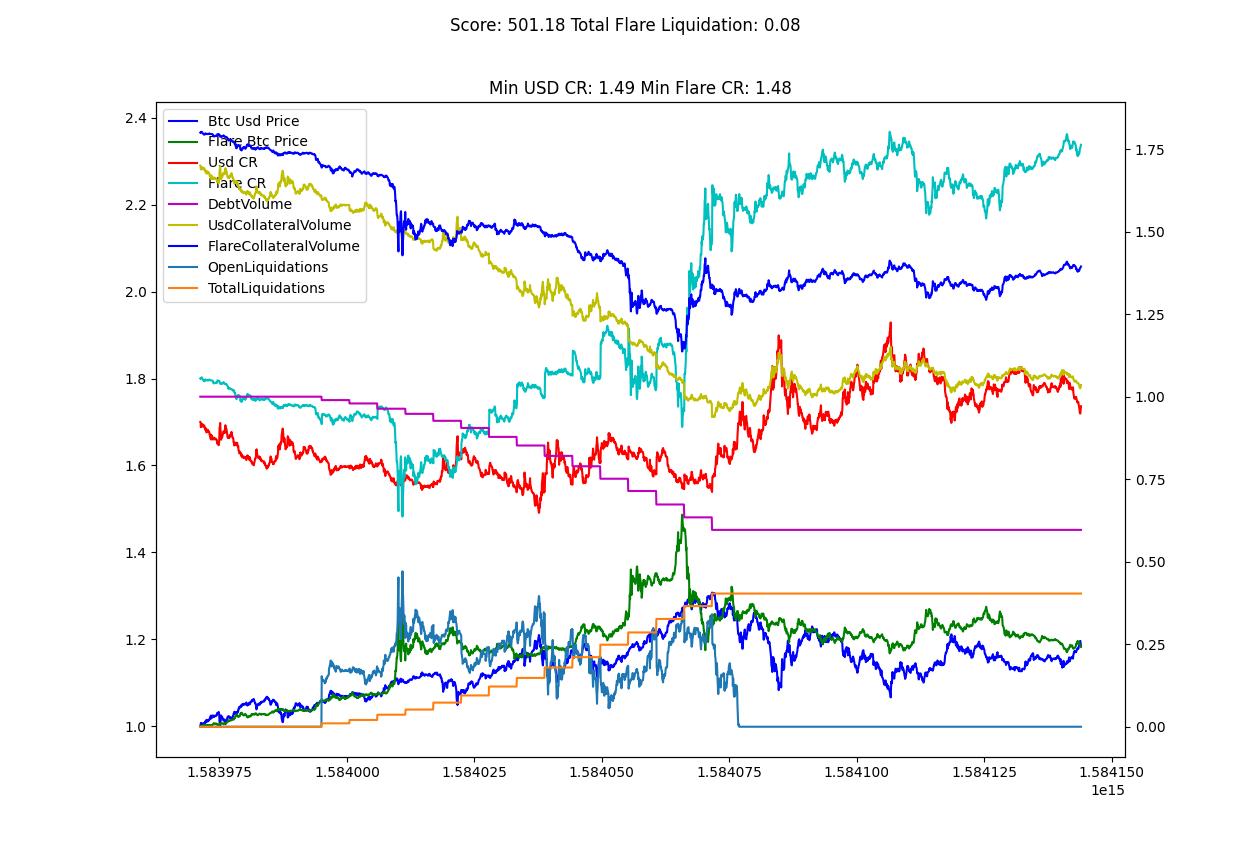 Score: 501.18 Total Flare Liquidation: 0.08
Min USD CR: 1.49 Min Flare CR: 1.48
Btc Usd Price
Flare Btc Price
Usd CR
Flare CR
DebtVolume
UsdCollateralVolume
FlareCollateralVolume
OpenLiquidations
TotalLiquidations
2.4
2.2
2.0
1.8
1.6
1.4
1.2
1.0
1.75
1.50
1.25
1.00
0.75
0.50
0.25
0.00
1.583975 1.584000 1.584025 1.584050 1.584075 1.584100 1.584125 1.584150
1e15